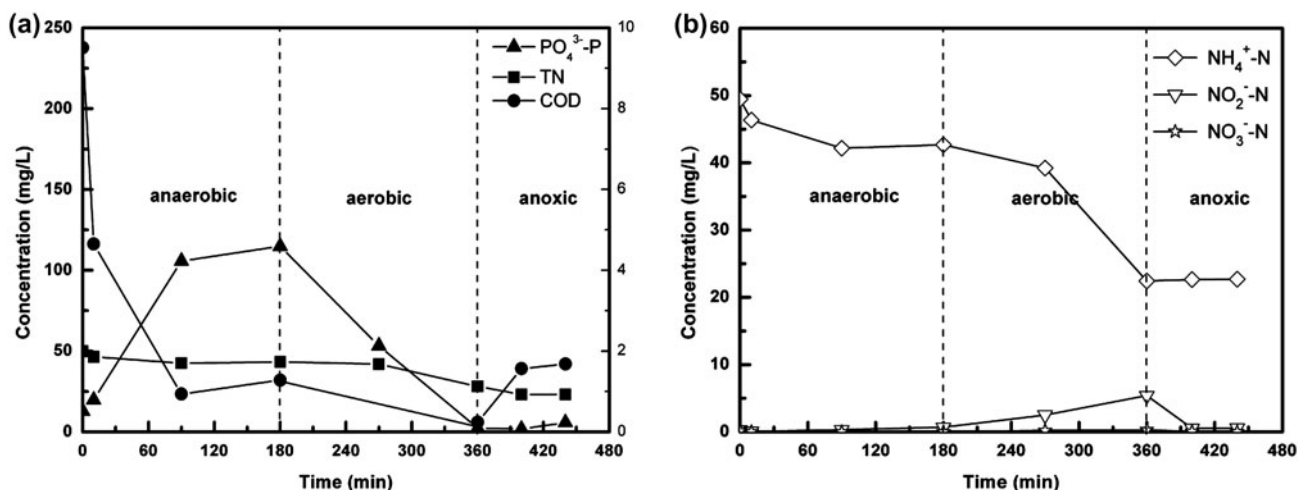 (a)
250
200
150
100
50
0
10
8
6
4
2
0
Concentration (mg/L)
PO₄³⁻-P
TN
COD
anaerobic
aerobic
anoxic
0 60 120 180 240 300 360 420 480
Time (min)
(b)
60
50
40
30
20
10
0
Concentration (mg/L)
NH₄⁺-N
NO₂⁻-N
NO₃⁻-N
anaerobic
aerobic
anoxic
0 60 120 180 240 300 360 420 480
Time (min)